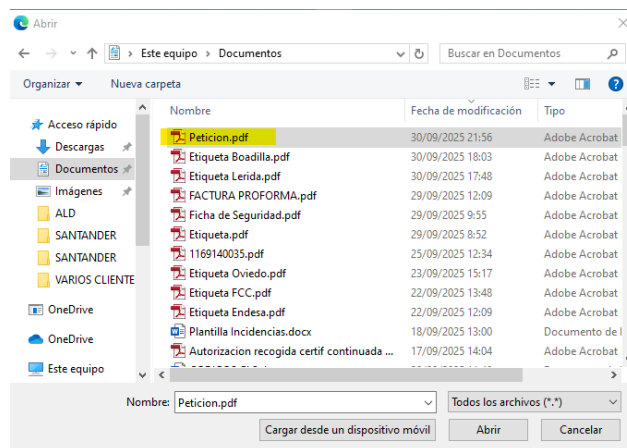 Abrir
Este equipo > Documentos
Buscar en Documentos
Organizar
Nueva carpeta
Nombre Fecha de modificación Tipo
Acceso rápido
Descargas
Documentos
Imágenes
ALD
SANTANDER
SANTANDER
VARIOS CLIENTE
OneDrive
OneDrive
Este equipo
Peticion.pdf 30/09/2025 21:56 Adobe Acrobat
Etiqueta Boadilla.pdf 30/09/2025 18:03 Adobe Acrobat
Etiqueta Lerida.pdf 30/09/2025 17:48 Adobe Acrobat
FACTURA PROFORMA.pdf 29/09/2025 12:09 Adobe Acrobat
Ficha de Seguridad.pdf 29/09/2025 9:55 Adobe Acrobat
Etiqueta.pdf 29/09/2025 8:52 Adobe Acrobat
1169140035.pdf 25/09/2025 12:34 Adobe Acrobat
Etiqueta Oviedo.pdf 23/09/2025 15:17 Adobe Acrobat
Etiqueta FCC.pdf 22/09/2025 13:48 Adobe Acrobat
Etiqueta Endesa.pdf 22/09/2025 12:09 Adobe Acrobat
Plantilla Incidencias.docx 18/09/2025 13:00 Documento de l
Autorizacion recogida certif continuada ... 17/09/2025 14:04 Adobe Acrobat
Nombre: Peticion.pdf
Todos los archivos (*.*)
Cargar desde un dispositivo móvil
Abrir
Cancelar